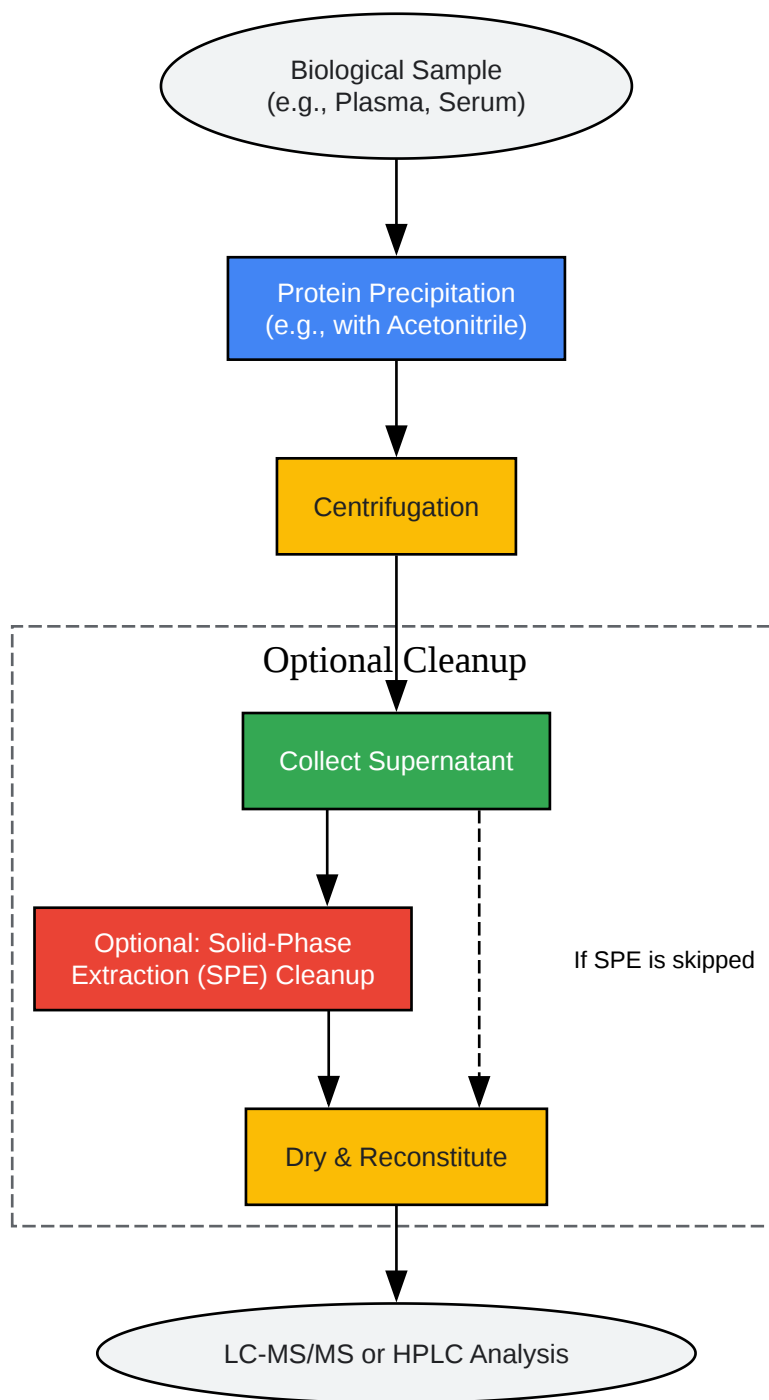 Biological Sample
(e.g., Plasma, Serum)
Protein Precipitation
(e.g., with Acetonitrile)
Centrifugation
Optional Cleanup
Collect Supernatant
Optional: Solid-Phase
Extraction (SPE) Cleanup
If SPE is skipped
Dry & Reconstitute
LC-MS/MS or HPLC Analysis